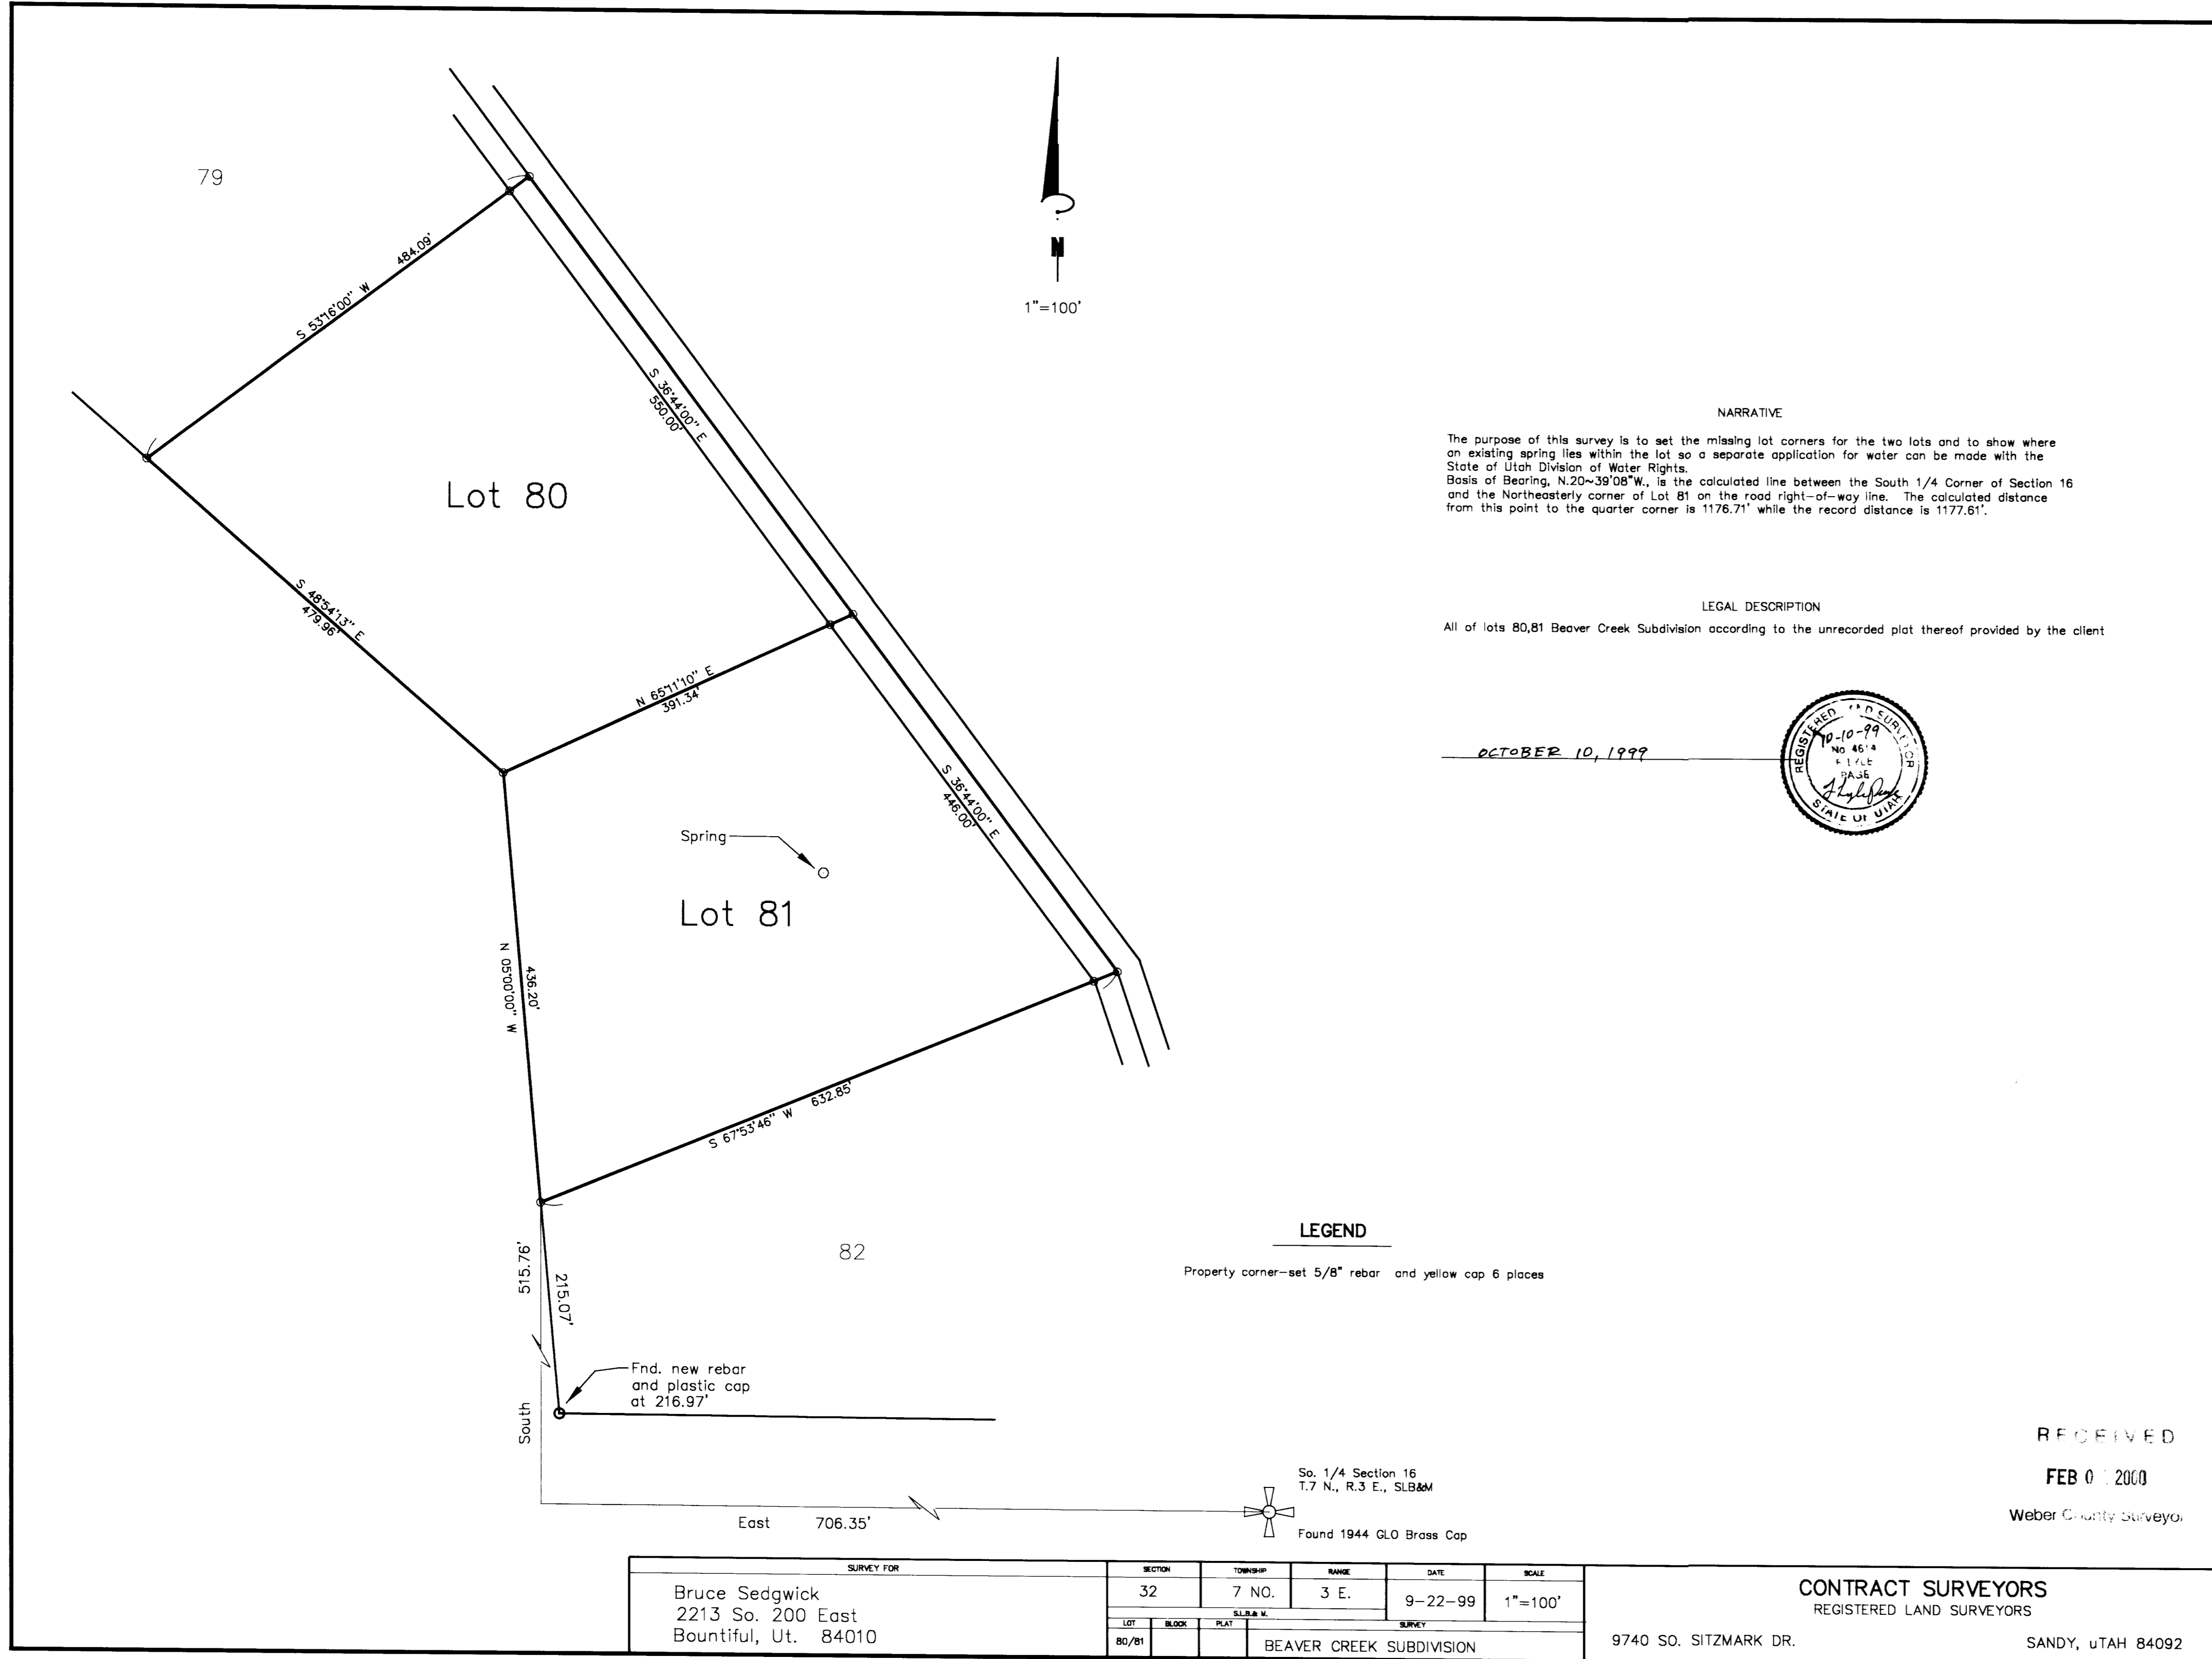 79
484.09'
S 53°16'00" W
N
1"=100'
S 36°44'00" E
550.00'
Lot 80
S 48°54'13" E
479.96'
N 65°11'10" E
391.34'
S 36°44'00" E
446.00'
Spring
Lot 81
N 05°00'00" W
436.20'
S 67°53'46" W 632.85'
82
515.76'
215.07'
South
Fnd. new rebar
and plastic cap
at 216.97'
East 706.35'
So. 1/4 Section 16
T.7 N., R.3 E., SLB&M
Found 1944 GLO Brass Cap
NARRATIVE
The purpose of this survey is to set the missing lot corners for the two lots and to show where
an existing spring lies within the lot so a separate application for water can be made with the
State of Utah Division of Water Rights.
Basis of Bearing, N.20~39'08"W., is the calculated line between the South 1/4 Corner of Section 16
and the Northeasterly corner of Lot 81 on the road right-of-way line. The calculated distance
from this point to the quarter corner is 1176.71' while the record distance is 1177.61'.
LEGAL DESCRIPTION
All of lots 80,81 Beaver Creek Subdivision according to the unrecorded plat thereof provided by the client
OCTOBER 10, 1999
REGISTERED LAND SURVEYOR
10-10-99
No 4614
PAGE
STATE OF UTAH
LEGEND
Property corner-set 5/8" rebar and yellow cap 6 places
RECEIVED
FEB 0 2000
Weber County Surveyor
SURVEY FOR
Bruce Sedgwick
2213 So. 200 East
Bountiful, Ut. 84010
SECTION TOWNSHIP RANGE DATE SCALE
32 7 NO. 3 E. 9-22-99 1"=100'
S.L.B.& M.
LOT BLOCK PLAT SURVEY
80/81 BEAVER CREEK SUBDIVISION
CONTRACT SURVEYORS
REGISTERED LAND SURVEYORS
9740 SO. SITZMARK DR. SANDY, uTAH 84092